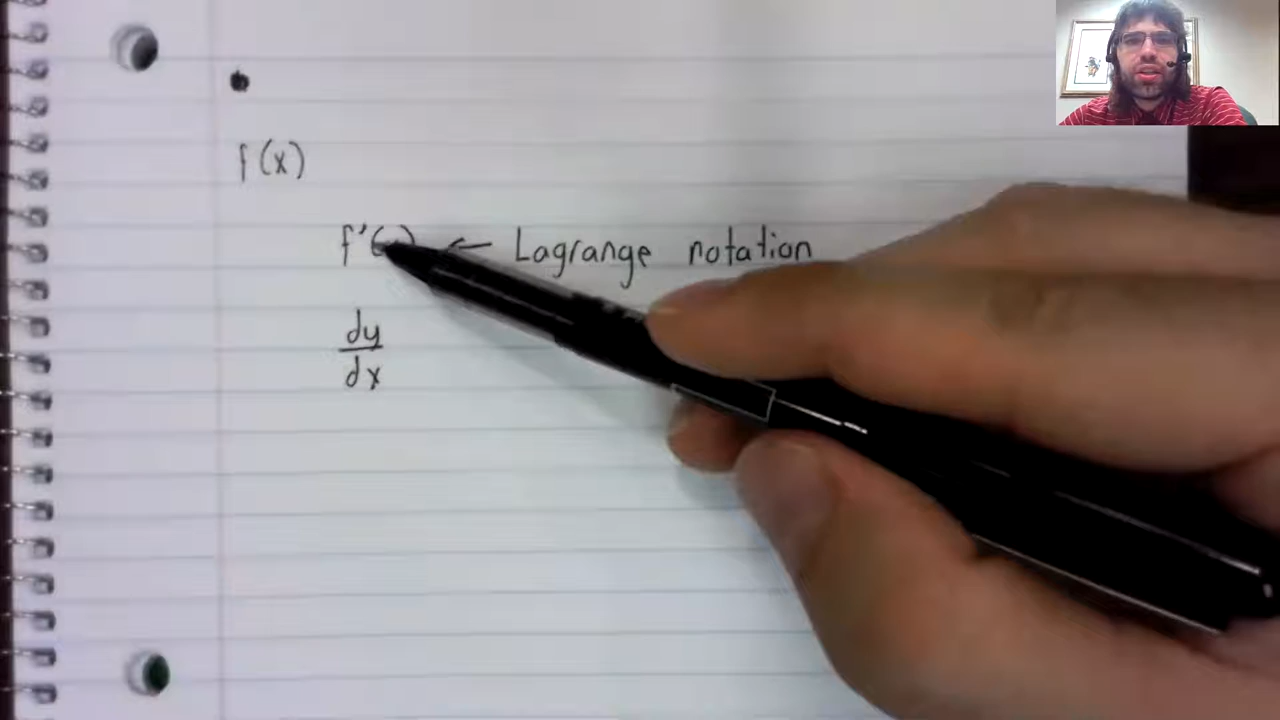 f(x)
f'(x) ← Lagrange notation
dy
dx